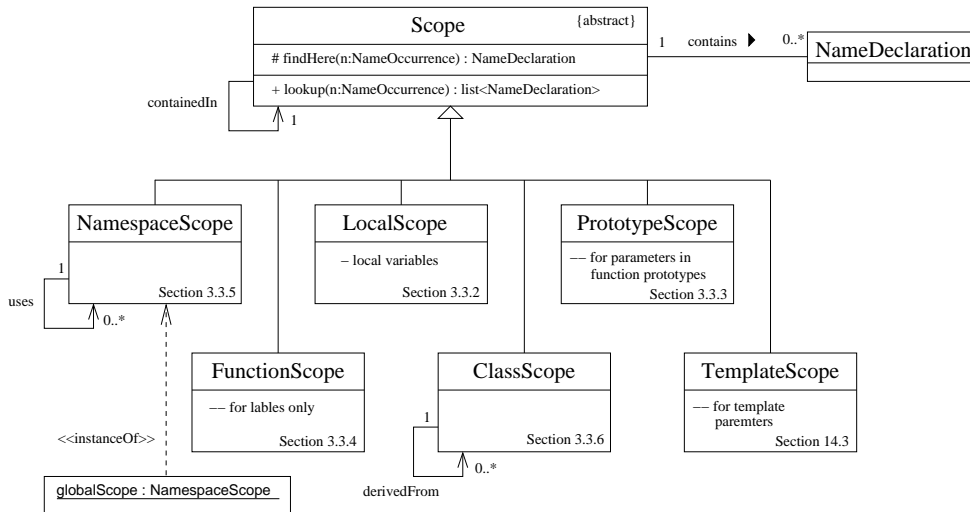 Scope
{abstract}
# findHere(n:NameOccurrence) : NameDeclaration
+ lookup(n:NameOccurrence) : list<NameDeclaration>
1
contains
0..*
NameDeclaration
containedIn
1
NamespaceScope
Section 3.3.5
1
uses
0..*
LocalScope
– local variables
Section 3.3.2
PrototypeScope
–– for parameters in
function prototypes
Section 3.3.3
FunctionScope
–– for lables only
Section 3.3.4
ClassScope
Section 3.3.6
1
0..*
derivedFrom
TemplateScope
–– for template
paremters
Section 14.3
<<instanceOf>>
globalScope : NamespaceScope